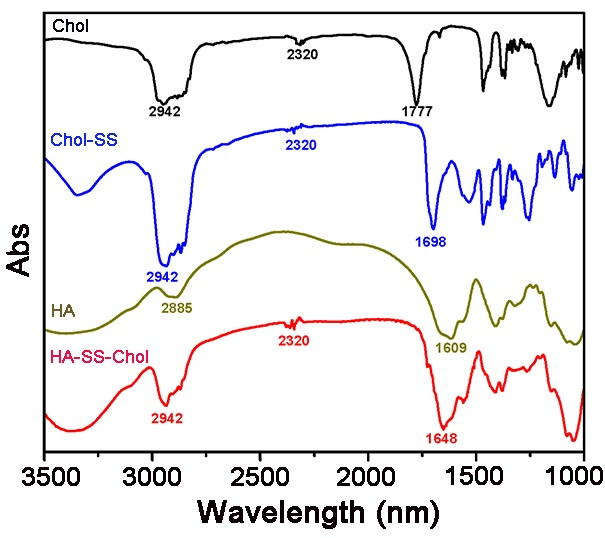 Chol
2320
2942
1777
Chol-SS
2320
1698
2942
HA
2885
1609
HA-SS-Chol
2320
2942
1648
Abs
3500 3000 2500 2000 1500 1000
Wavelength (nm)